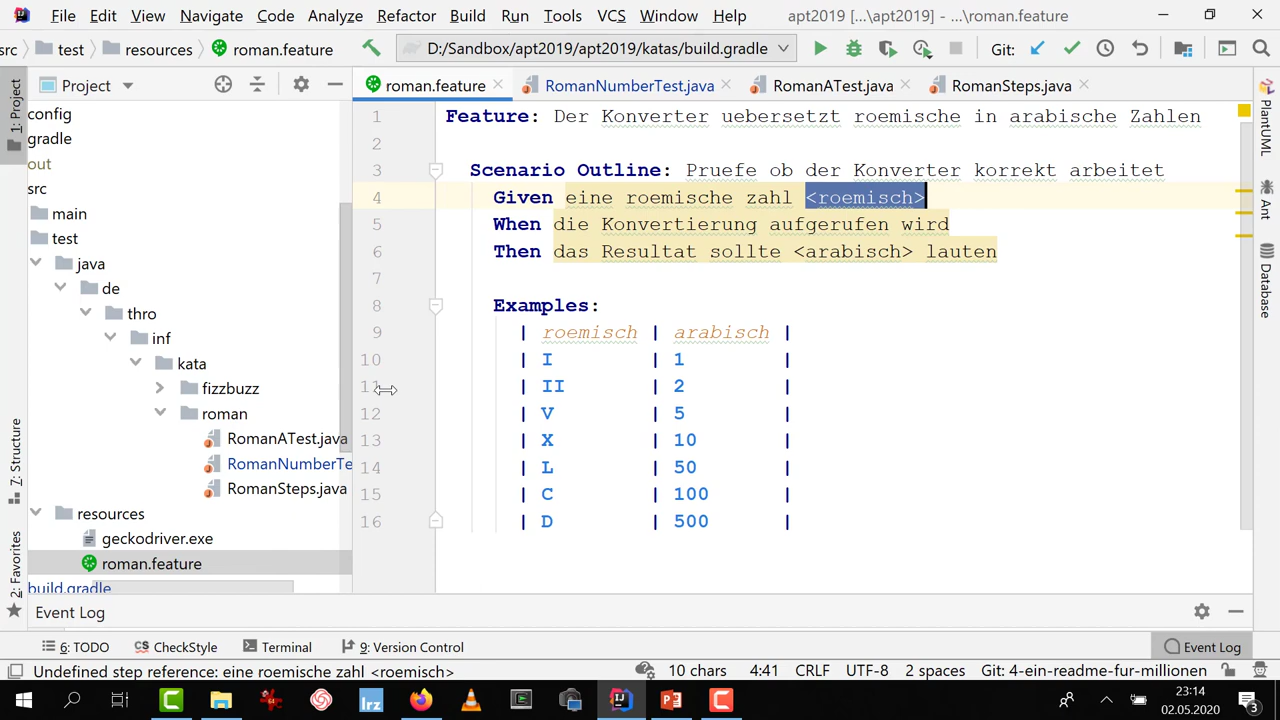 File Edit View Navigate Code Analyze Refactor Build Run Tools VCS Window Help apt2019 [...\apt2019] - ...\roman.feature
src test resources roman.feature D:/Sandbox/apt2019/apt2019/katas/build.gradle Git:
1: Project
Project
roman.feature RomanNumberTest.java RomanATest.java RomanSteps.java
config
gradle
out
src
main
test
java
de
thro
inf
kata
fizzbuzz
roman
RomanATest.java
RomanNumberTe
RomanSteps.java
resources
geckodriver.exe
roman.feature
build.gradle
1 Feature: Der Konverter uebersetzt roemische in arabische Zahlen
2
3 Scenario Outline: Pruefe ob der Konverter korrekt arbeitet
4 Given eine roemische zahl <roemisch>
5 When die Konvertierung aufgerufen wird
6 Then das Resultat sollte <arabisch> lauten
7
8 Examples:
9 | roemisch | arabisch |
10 | I | 1 |
11 | II | 2 |
12 | V | 5 |
13 | X | 10 |
14 | L | 50 |
15 | C | 100 |
16 | D | 500 |
PlantUML
Ant
Database
7: Structure
2: Favorites
Event Log
6: TODO CS CheckStyle Terminal 9: Version Control Event Log
Undefined step reference: eine roemische zahl <roemisch> 10 chars 4:41 CRLF UTF-8 2 spaces Git: 4-ein-readme-fur-millionen
lrz
23:14
02.05.2020
3